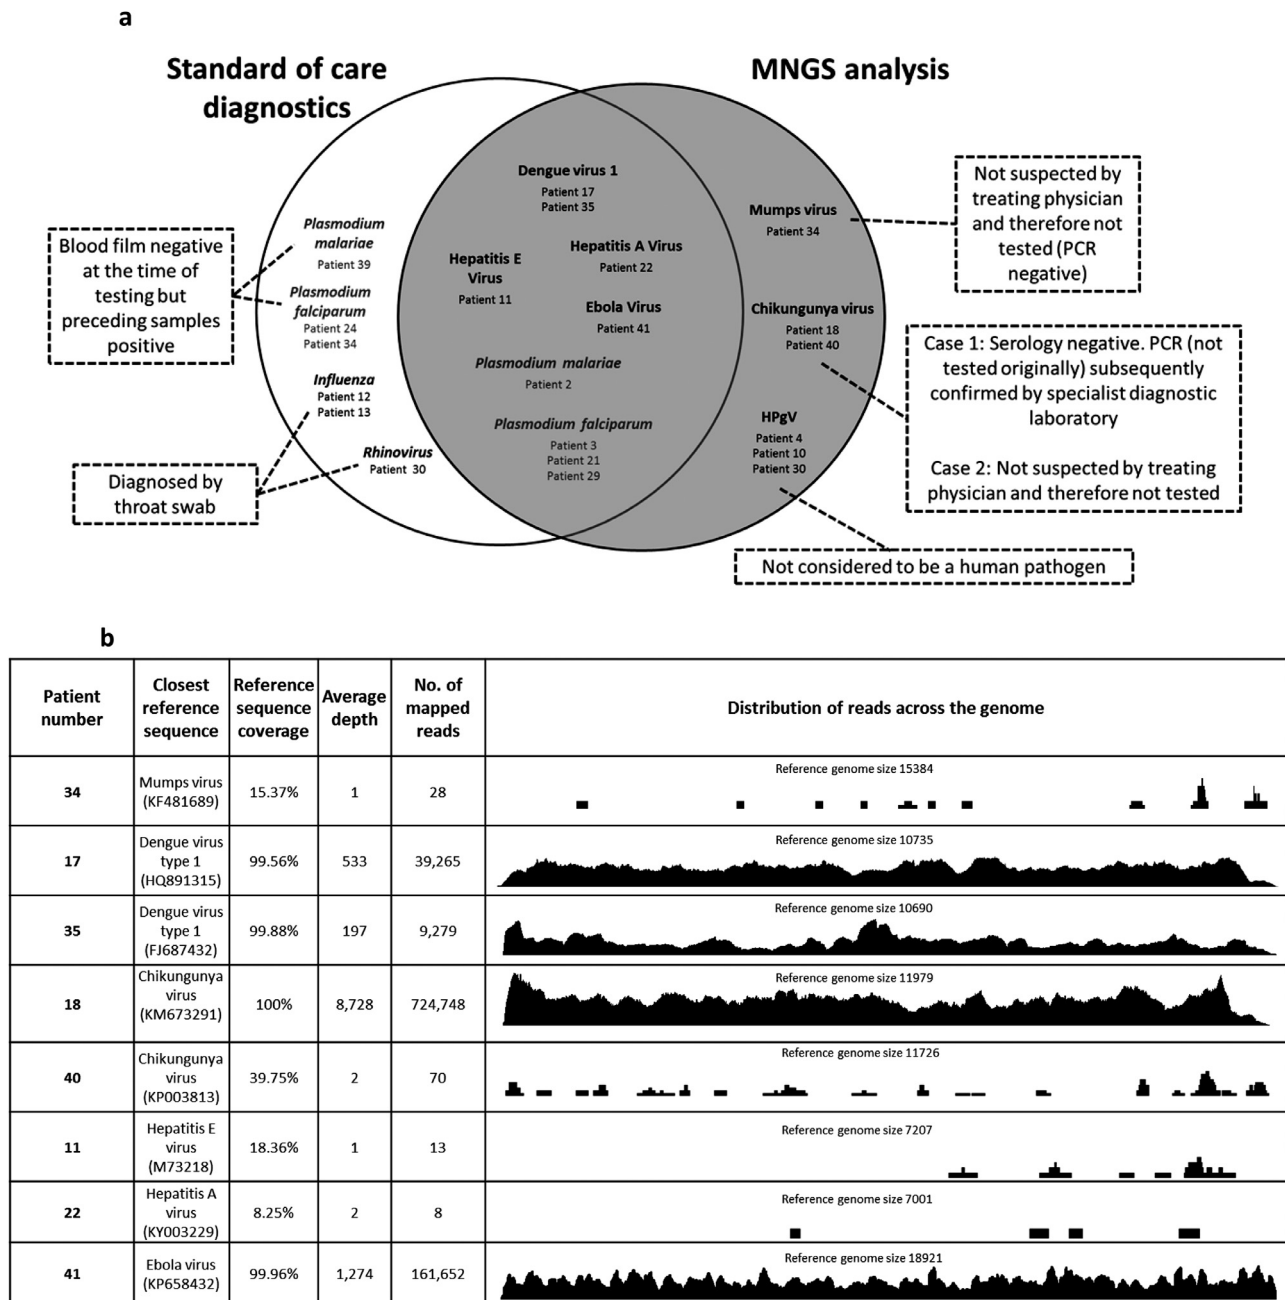 a
Standard of care
diagnostics
MNGS analysis
Blood film negative
at the time of
testing but
preceding samples
positive
Diagnosed by
throat swab
Plasmodium
malariae
Patient 39
Plasmodium
falciparum
Patient 24
Patient 34
Influenza
Patient 12
Patient 13
Rhinovirus
Patient 30
Dengue virus 1
Patient 17
Patient 35
Hepatitis E
Virus
Patient 11
Hepatitis A Virus
Patient 22
Ebola Virus
Patient 41
Plasmodium malariae
Patient 2
Plasmodium falciparum
Patient 3
Patient 21
Patient 29
Mumps virus
Patient 34
Chikungunya virus
Patient 18
Patient 40
HPgV
Patient 4
Patient 10
Patient 30
Not suspected by
treating physician
and therefore not
tested (PCR
negative)
Case 1: Serology negative. PCR (not
tested originally) subsequently
confirmed by specialist diagnostic
laboratory
Case 2: Not suspected by treating
physician and therefore not tested
Not considered to be a human pathogen
b
Patient
number
Closest
reference
sequence
Reference
sequence
coverage
Average
depth
No. of
mapped
reads
Distribution of reads across the genome
34
Mumps virus
(KF481689)
15.37%
1
28
Reference genome size 15384
17
Dengue virus
type 1
(HQ891315)
99.56%
533
39,265
Reference genome size 10735
35
Dengue virus
type 1
(FJ687432)
99.88%
197
9,279
Reference genome size 10690
18
Chikungunya
virus
(KM673291)
100%
8,728
724,748
Reference genome size 11979
40
Chikungunya
virus
(KP003813)
39.75%
2
70
Reference genome size 11726
11
Hepatitis E
virus
(M73218)
18.36%
1
13
Reference genome size 7207
22
Hepatitis A
virus
(KY003229)
8.25%
2
8
Reference genome size 7001
41
Ebola virus
(KP658432)
99.96%
1,274
161,652
Reference genome size 18921